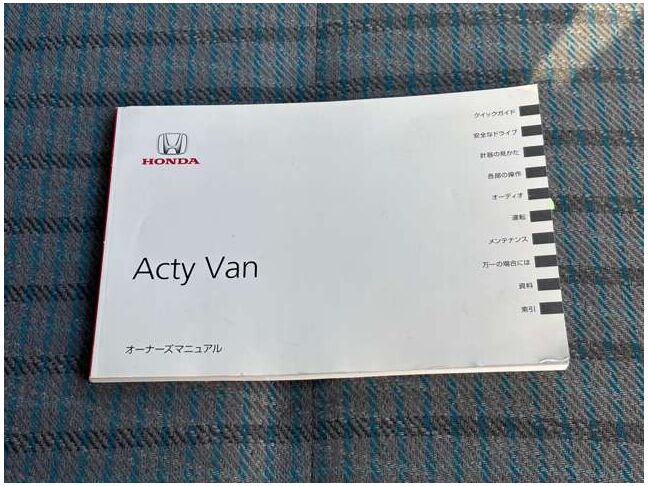 HONDA
Acty Van
オーナーズマニュアル
クイックガイド
安全なドライブ
計器の見かた
各部の操作
オーディオ
運転
メンテナンス
万一の場合には
資料
索引